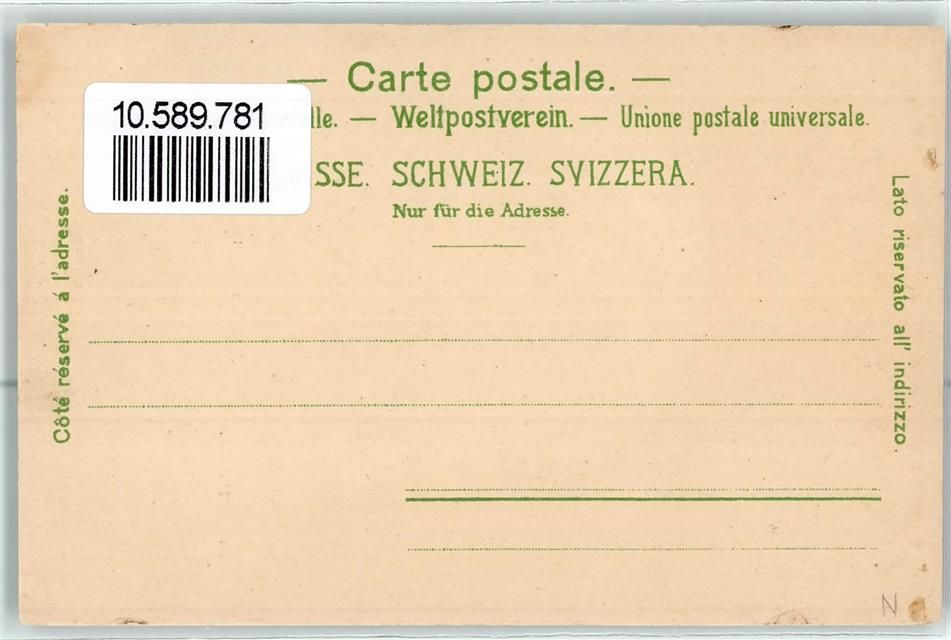 — Carte postale. —
10.589.781
lle. — Weltpostverein. — Unione postale universale.
SSE. SCHWEIZ. SVIZZERA.
Nur für die Adresse.
Côté réservé á l'adresse.
Lato riservato all' indirizzo.
N